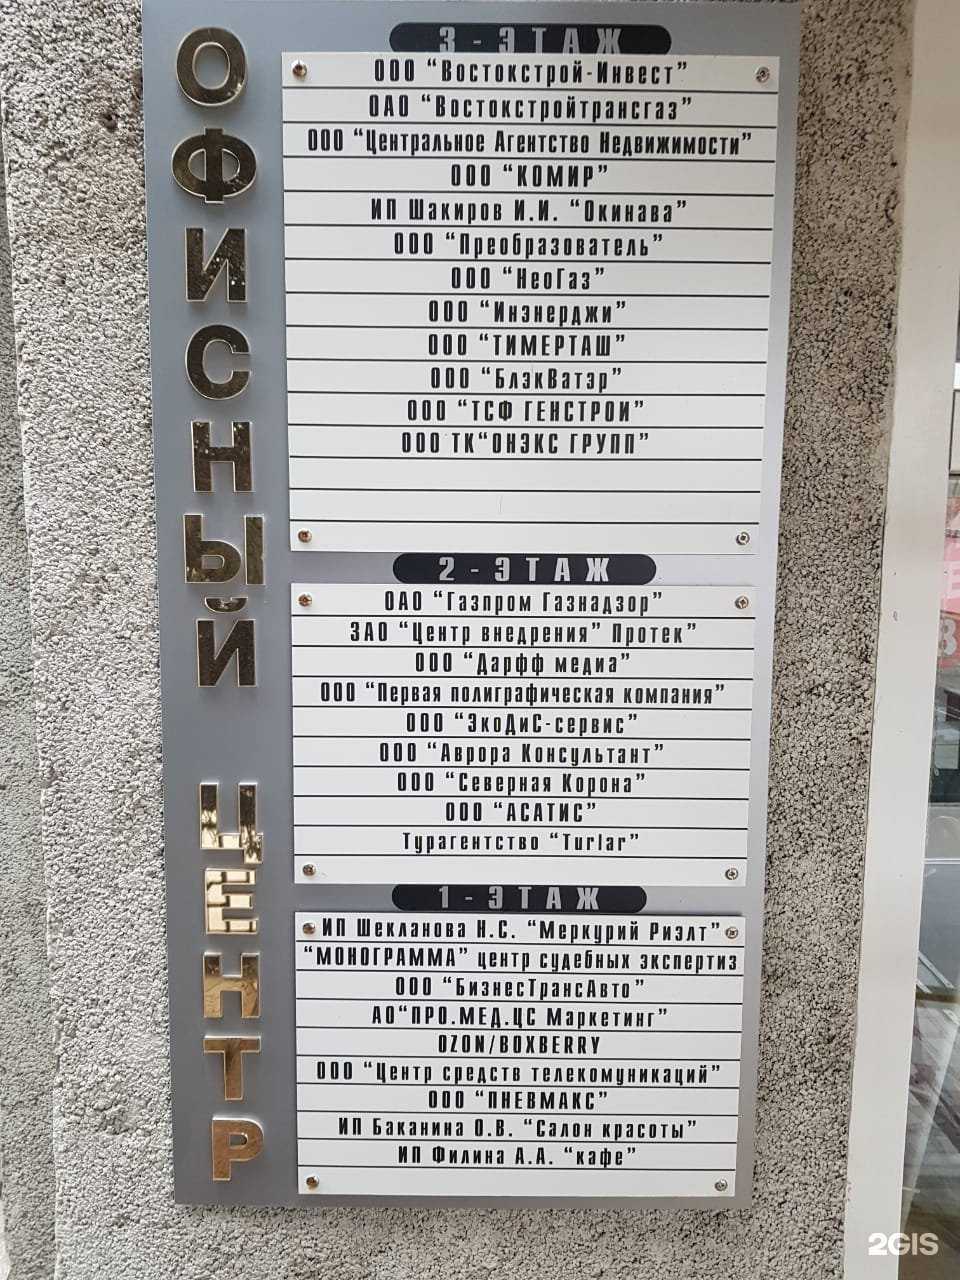 ОФИСНЫЙ ЦЕНТР
3 - ЭТАЖ
ООО “Востокстрой-Инвест”
ОАО “Востокстройтрансгаз”
ООО “Центральное Агентство Недвижимости”
ООО “КОМИР”
ИП Шакиров И.И. “Окинава”
ООО “Преобразователь”
ООО “НеоГаз”
ООО “Инэнерджи”
ООО “ТИМЕРТАШ”
ООО “БлэкВатэр”
ООО “ТСФ ГЕНСТРОИ”
ООО ТК“ОНЭКС ГРУПП”
2 - ЭТАЖ
ОАО “Газпром Газнадзор”
ЗАО “Центр внедрения” Протек”
ООО “Дарфф медиа”
ООО “Первая полиграфическая компания”
ООО “ЭкоДиС-сервис”
ООО “Аврора Консультант”
ООО “Северная Корона”
ООО “АСАТИС”
Турагентство “Turlar”
1 - ЭТАЖ
ИП Шекланова Н.С. “Меркурий Риэлт”
“МОНОГРАММА” центр судебных экспертиз
ООО “БизнесТрансАвто”
АО“ПРО.МЕД.ЦС Маркетинг”
OZON/BOXBERRY
ООО “Центр средств телекомуникаций”
ООО “ПНЕВМАКС”
ИП Баканина О.В. “Салон красоты”
ИП Филина А.А. “кафе”
2GIS